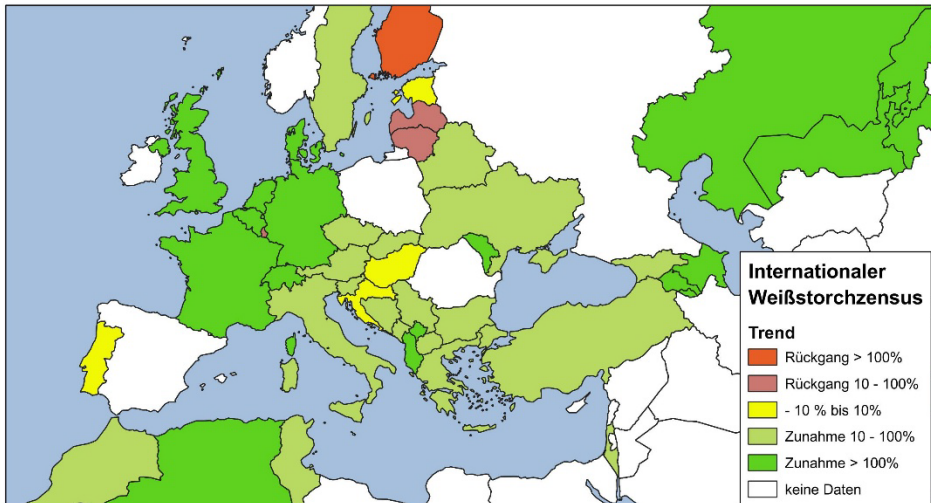 Internationaler
Weißstorchzensus
Trend
Rückgang > 100%
Rückgang 10 - 100%
- 10 % bis 10%
Zunahme 10 - 100%
Zunahme > 100%
keine Daten